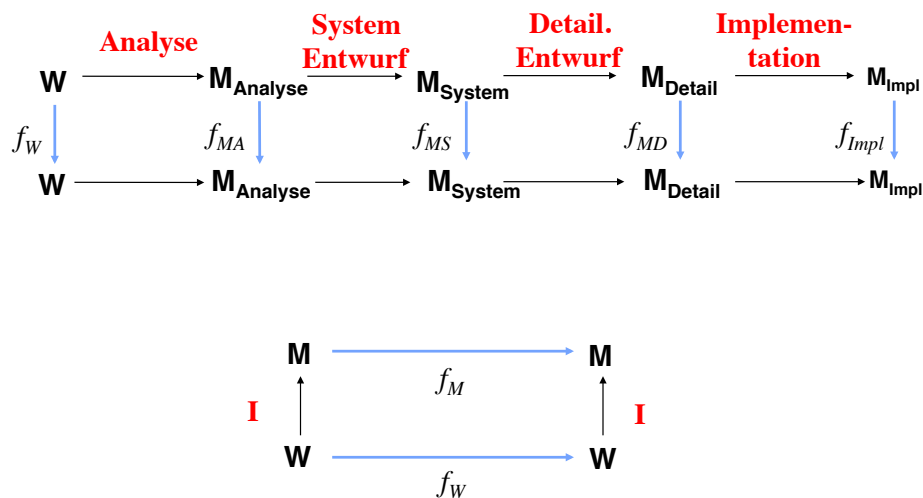 Analyse
System
Entwurf
Detail.
Entwurf
Implemen-
tation
W M_Analyse M_System M_Detail M_Impl
f_W f_MA f_MS f_MD f_Impl
W M_Analyse M_System M_Detail M_Impl
M M
f_M
I I
W W
f_W